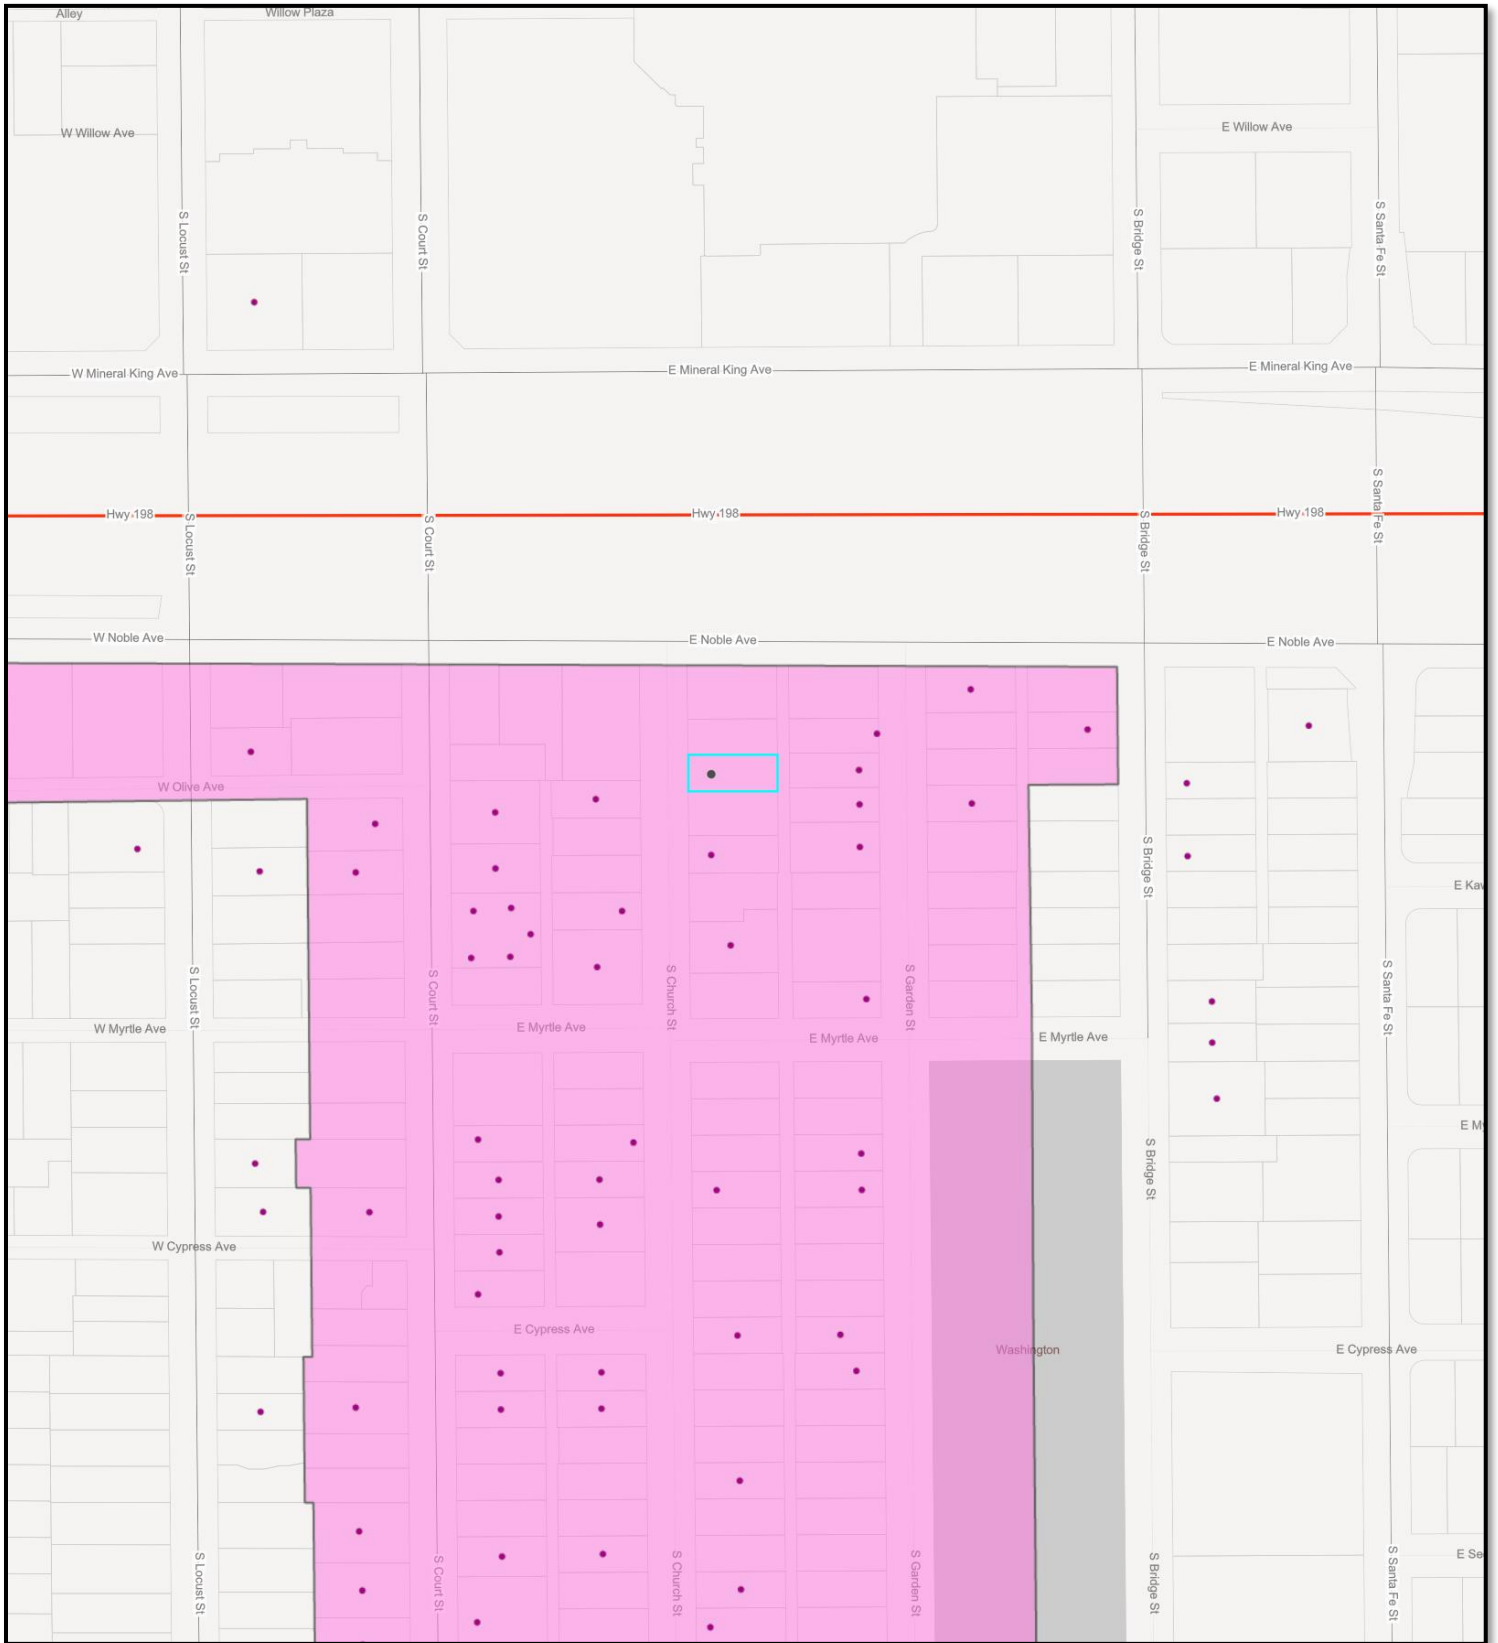 Alley
Willow Plaza
W Willow Ave
E Willow Ave
S Locust St
S Court St
S Bridge St
S Santa Fe St
W Mineral King Ave
E Mineral King Ave
E Mineral King Ave
Hwy 198
Hwy 198
Hwy 198
S Locust St
S Court St
S Bridge St
S Santa Fe St
W Noble Ave
E Noble Ave
E Noble Ave
W Olive Ave
S Bridge St
E Kaw
S Locust St
S Court St
S Church St
S Garden St
S Santa Fe St
W Myrtle Ave
E Myrtle Ave
E Myrtle Ave
E Myrtle Ave
E My
S Bridge St
W Cypress Ave
E Cypress Ave
Washington
E Cypress Ave
S Locust St
S Court St
S Church St
S Garden St
S Bridge St
S Santa Fe St
E Se